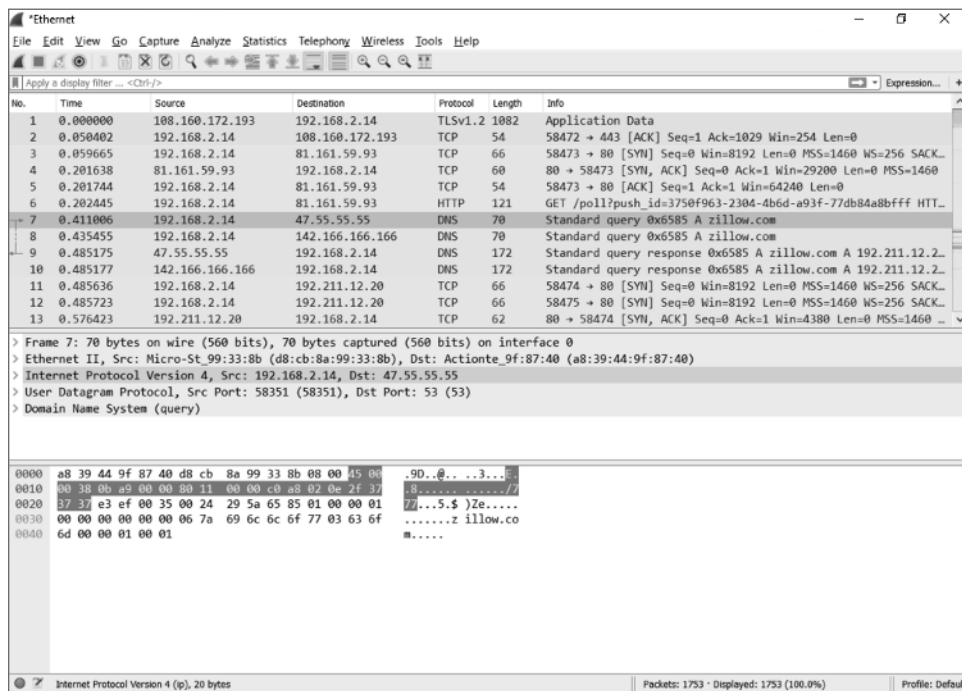 *Ethernet
File Edit View Go Capture Analyze Statistics Telephony Wireless Tools Help
Apply a display filter ... <Ctrl-/> Expression... +
No. Time Source Destination Protocol Length Info
1 0.000000 108.160.172.193 192.168.2.14 TLSv1.2 1082 Application Data
2 0.050402 192.168.2.14 108.160.172.193 TCP 54 58472 → 443 [ACK] Seq=1 Ack=1029 Win=254 Len=0
3 0.059665 192.168.2.14 81.161.59.93 TCP 66 58473 → 80 [SYN] Seq=0 Win=8192 Len=0 MSS=1460 WS=256 SACK…
4 0.201638 81.161.59.93 192.168.2.14 TCP 60 80 → 58473 [SYN, ACK] Seq=0 Ack=1 Win=29200 Len=0 MSS=1460
5 0.201744 192.168.2.14 81.161.59.93 TCP 54 58473 → 80 [ACK] Seq=1 Ack=1 Win=64240 Len=0
6 0.202445 192.168.2.14 81.161.59.93 HTTP 121 GET /poll?push_id=3750f963-2304-4b6d-a93f-77db84a8bfff HTT…
7 0.411006 192.168.2.14 47.55.55.55 DNS 70 Standard query 0x6585 A zillow.com
8 0.435455 192.168.2.14 142.166.166.166 DNS 70 Standard query 0x6585 A zillow.com
9 0.485175 47.55.55.55 192.168.2.14 DNS 172 Standard query response 0x6585 A zillow.com A 192.211.12.2…
10 0.485177 142.166.166.166 192.168.2.14 DNS 172 Standard query response 0x6585 A zillow.com A 192.211.12.2…
11 0.485636 192.168.2.14 192.211.12.20 TCP 66 58474 → 80 [SYN] Seq=0 Win=8192 Len=0 MSS=1460 WS=256 SACK…
12 0.485723 192.168.2.14 192.211.12.20 TCP 66 58475 → 80 [SYN] Seq=0 Win=8192 Len=0 MSS=1460 WS=256 SACK…
13 0.576423 192.211.12.20 192.168.2.14 TCP 62 80 → 58474 [SYN, ACK] Seq=0 Ack=1 Win=4380 Len=0 MSS=1460 …
> Frame 7: 70 bytes on wire (560 bits), 70 bytes captured (560 bits) on interface 0
> Ethernet II, Src: Micro-St_99:33:8b (d8:cb:8a:99:33:8b), Dst: Actionte_9f:87:40 (a8:39:44:9f:87:40)
> Internet Protocol Version 4, Src: 192.168.2.14, Dst: 47.55.55.55
> User Datagram Protocol, Src Port: 58351 (58351), Dst Port: 53 (53)
> Domain Name System (query)
0000 a8 39 44 9f 87 40 d8 cb 8a 99 33 8b 08 00 45 00 .9D..@.. ..3...E.
0010 00 38 0b a9 00 00 80 11 00 00 c0 a8 02 0e 2f 37 .8...... ....../7
0020 37 37 e3 ef 00 35 00 24 29 5a 65 85 01 00 00 01 77...5.$ )Ze.....
0030 00 00 00 00 00 00 06 7a 69 6c 6c 6f 77 03 63 6f .......z illow.co
0040 6d 00 00 01 00 01 m.....
Internet Protocol Version 4 (ip), 20 bytes Packets: 1753 · Displayed: 1753 (100.0%) Profile: Defaul